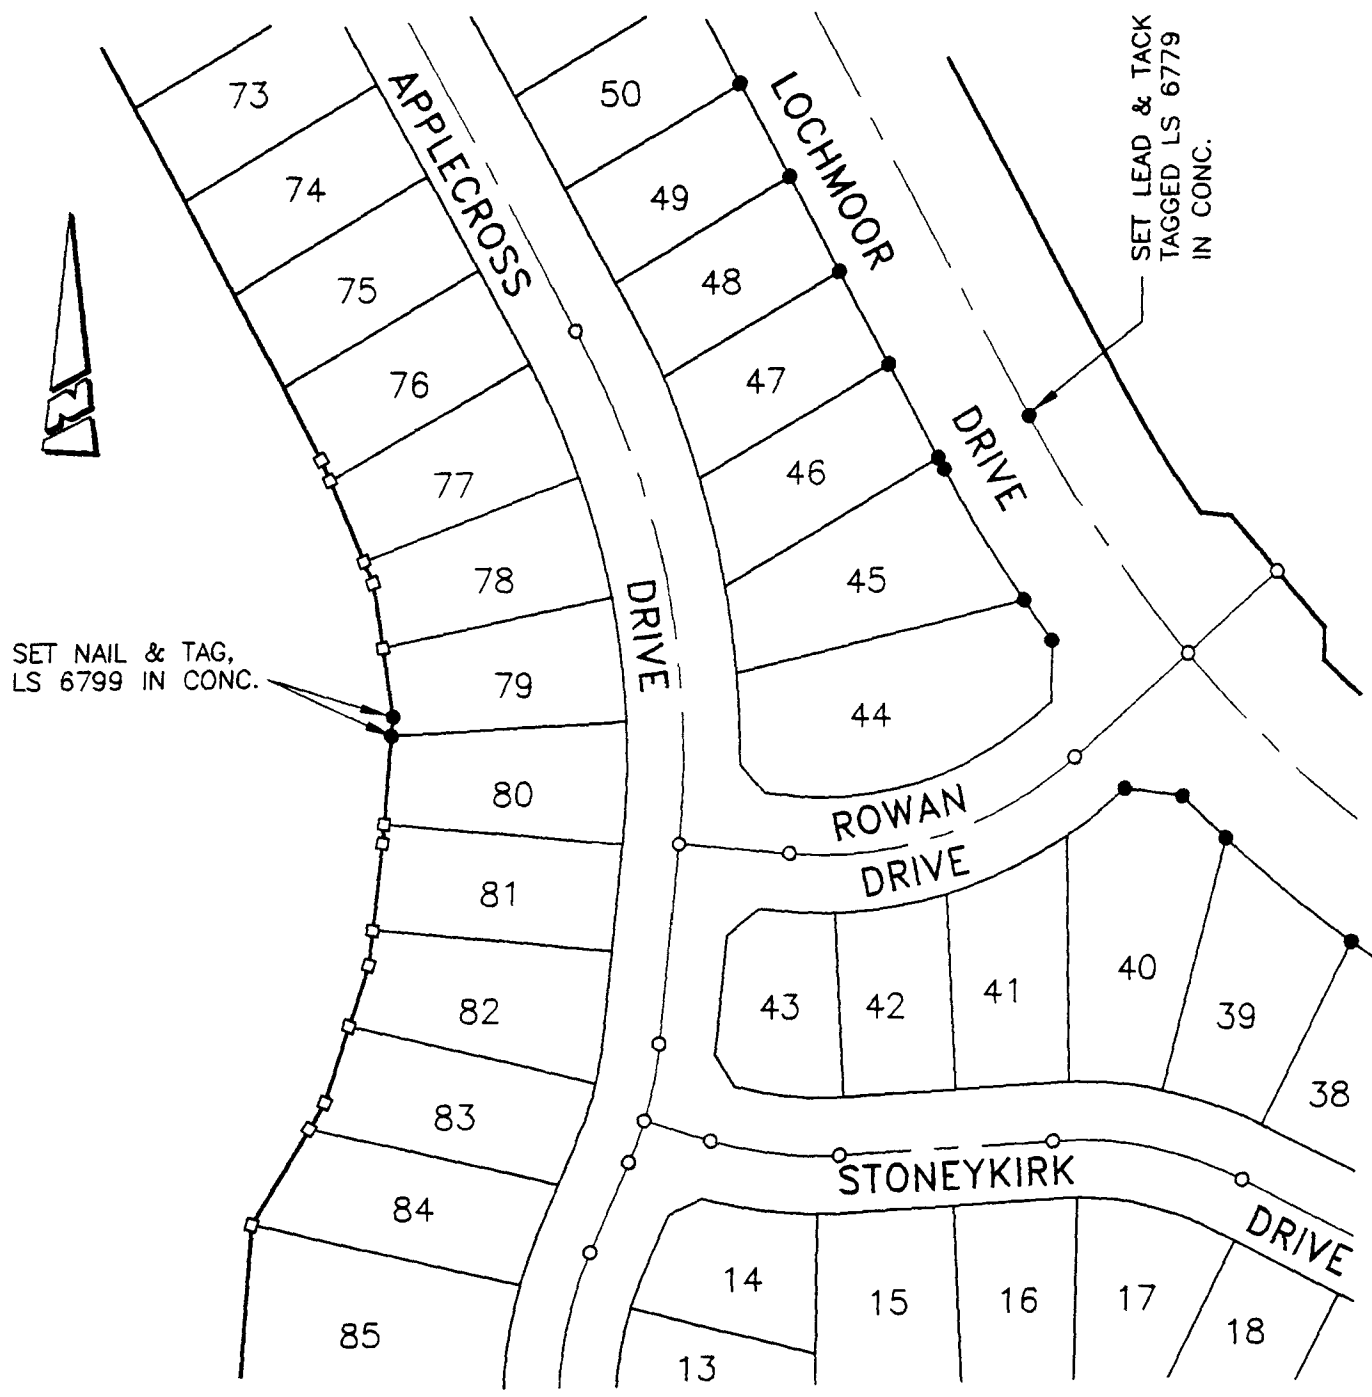 SET LEAD & TACK
TAGGED LS 6779
IN CONC.
73
50
APPLECROSS
LOCHMOOR
74
49
75
48
76
47
DRIVE
77
46
78
45
DRIVE
SET NAIL & TAG,
LS 6799 IN CONC.
79
44
N
80
ROWAN
DRIVE
81
40
43
42
41
39
82
38
83
STONEYKIRK
84
DRIVE
14
15
16
17
18
85
13